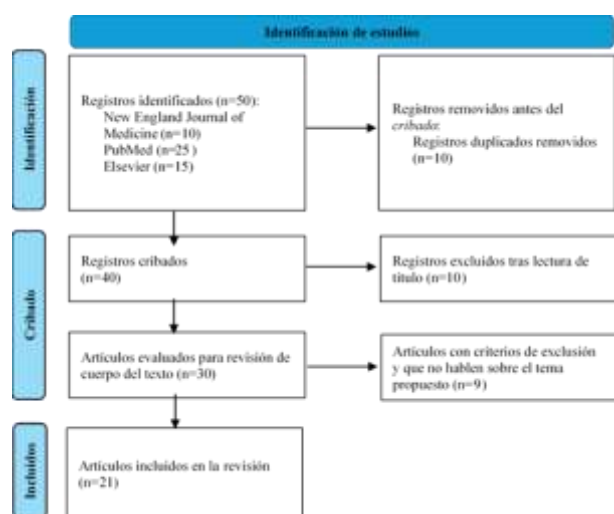 Identificación de estudios
Identificación
Registros identificados (n=50):
New England Journal of
Medicine (n=10)
PubMed (n=25 )
Elsevier (n=15)
Registros removidos antes del
cribado:
Registros duplicados removidos
(n=10)
Cribado
Registros cribados
(n=40)
Registros excluidos tras lectura de
título (n=10)
Artículos evaluados para revisión de
cuerpo del texto (n=30)
Artículos con criterios de exclusión
y que no hablen sobre el tema
propuesto (n=9)
Incluidos
Artículos incluidos en la revisión
(n=21)